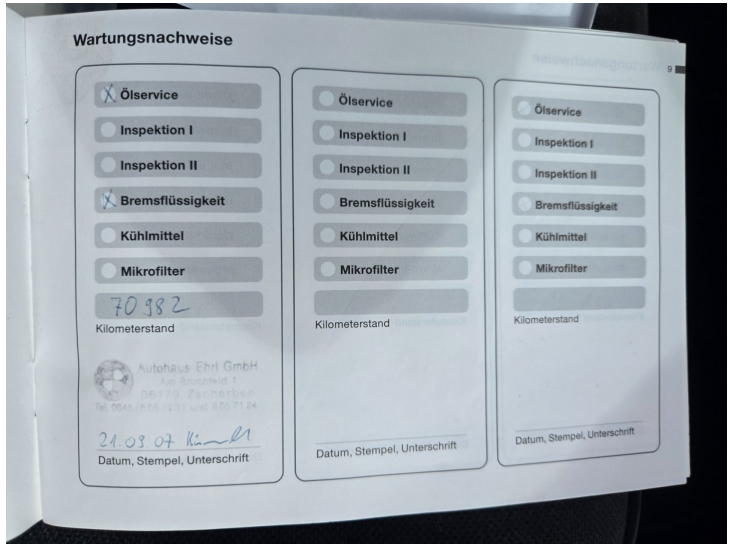 Wartungsnachweise
9
X Ölservice
Inspektion I
Inspektion II
X Bremsflüssigkeit
Kühlmittel
Mikrofilter
70982
Kilometerstand
Autohaus Ehrl GmbH
Am Bruchfeld 1
06179 Zscherben
21.09.07
Datum, Stempel, Unterschrift
Ölservice
Inspektion I
Inspektion II
Bremsflüssigkeit
Kühlmittel
Mikrofilter
Kilometerstand
Datum, Stempel, Unterschrift
Ölservice
Inspektion I
Inspektion II
Bremsflüssigkeit
Kühlmittel
Mikrofilter
Kilometerstand
Datum, Stempel, Unterschrift